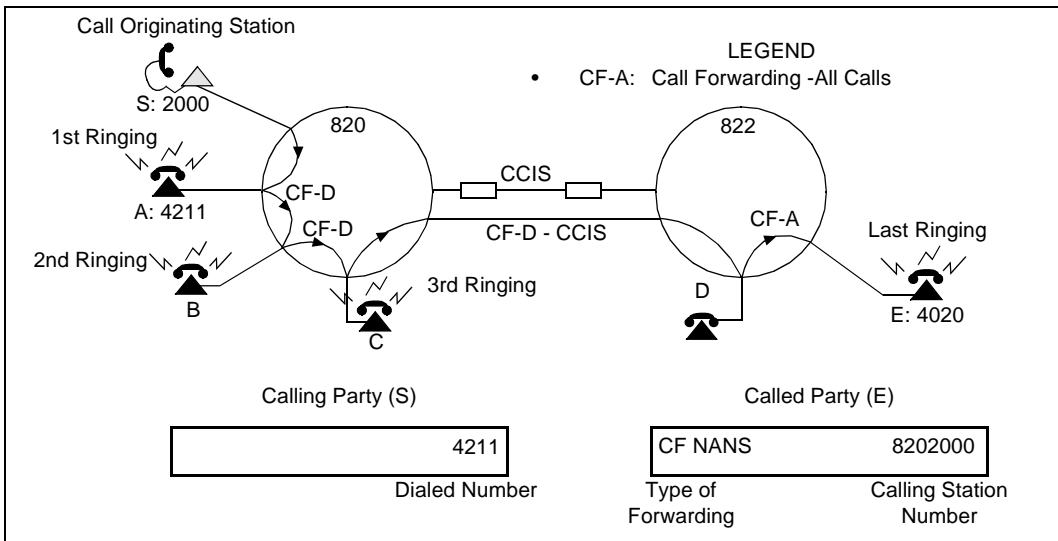 Call Originating Station
LEGEND
• CF-A: Call Forwarding -All Calls
S: 2000
820
822
1st Ringing
CCIS
CF-D
A: 4211
CF-D
CF-D - CCIS
CF-A
Last Ringing
2nd Ringing
3rd Ringing
D
B
C
E: 4020
Calling Party (S)
Called Party (E)
4211
CF NANS 8202000
Dialed Number
Type of Forwarding
Calling Station Number